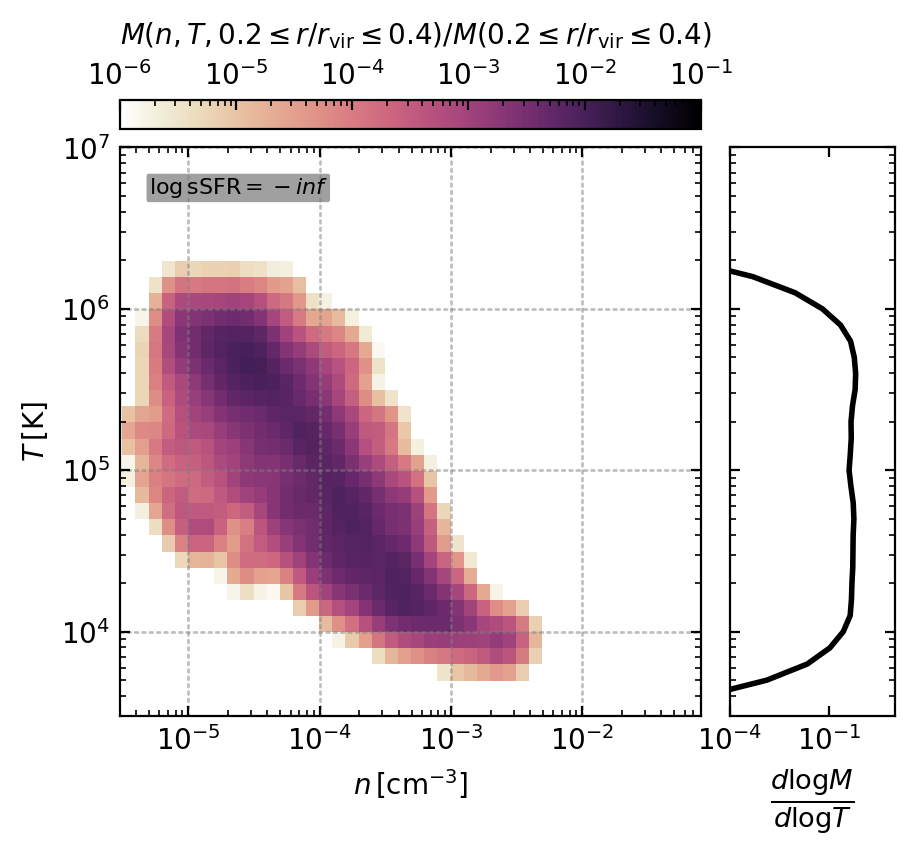 M(n, T, 0.2 ≤ r/r_vir ≤ 0.4)/M(0.2 ≤ r/r_vir ≤ 0.4)
10^−6 10^−5 10^−4 10^−3 10^−2 10^−1
10^7
log sSFR = −inf
10^6
T [K]
10^5
10^4
10^−5 10^−4 10^−3 10^−2 10^−4 10^−1
n [cm^−3]
dlogM
dlogT